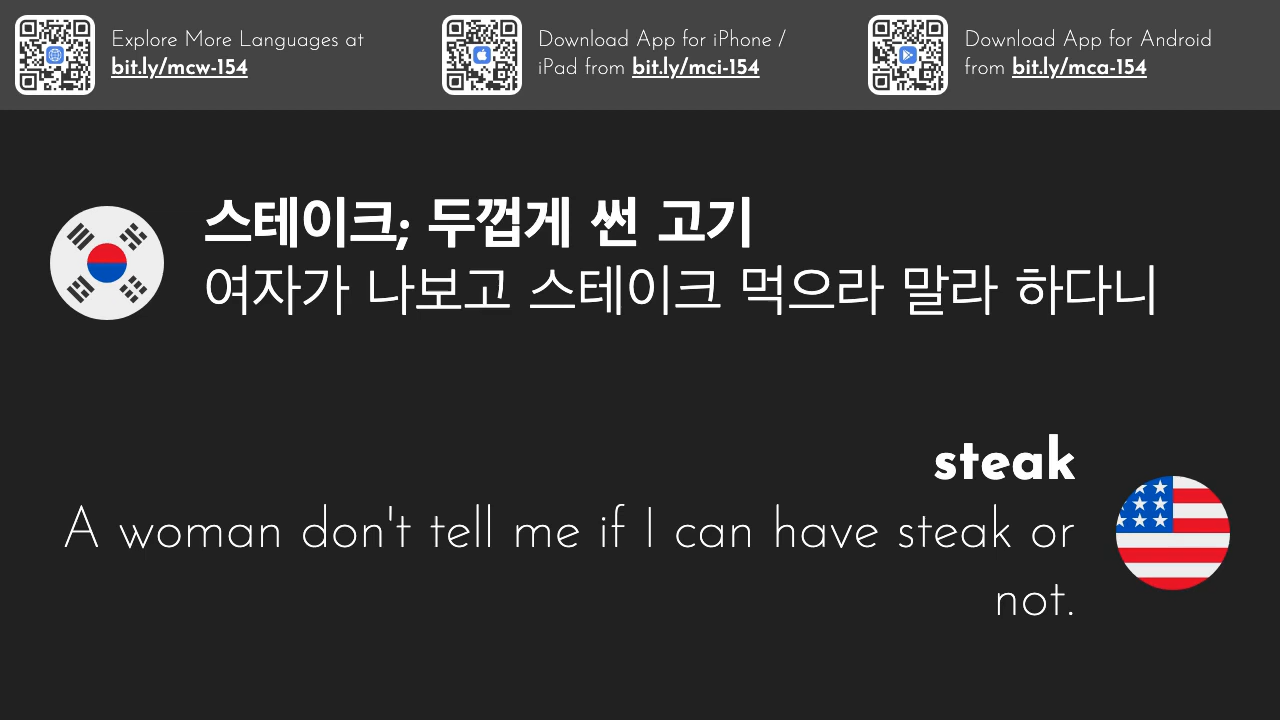 Explore More Languages at
bit.ly/mcw-154
Download App for iPhone /
iPad from bit.ly/mci-154
Download App for Android
from bit.ly/mca-154
스테이크; 두껍게 썬 고기
여자가 나보고 스테이크 먹으라 말라 하다니
steak
A woman don't tell me if I can have steak or
not.